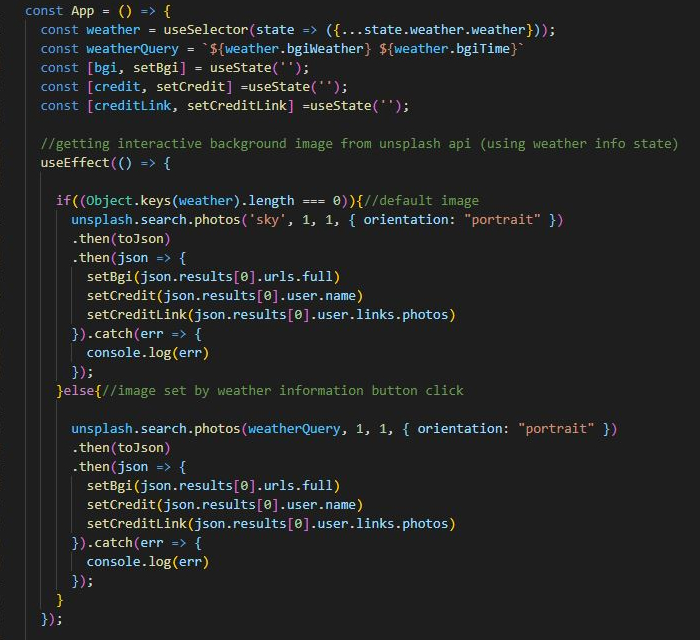 const App = () => {
const weather = useSelector(state => ({...state.weather.weather}));
const weatherQuery = `${weather.bgiWeather} ${weather.bgiTime}`
const [bgi, setBgi] = useState('');
const [credit, setCredit] =useState('');
const [creditLink, setCreditLink] =useState('');
//getting interactive background image from unsplash api (using weather info state)
useEffect(() => {
if((Object.keys(weather).length === 0)){//default image
unsplash.search.photos('sky', 1, 1, { orientation: "portrait" })
.then(toJson)
.then(json => {
setBgi(json.results[0].urls.full)
setCredit(json.results[0].user.name)
setCreditLink(json.results[0].user.links.photos)
}).catch(err => {
console.log(err)
});
}else{//image set by weather information button click
unsplash.search.photos(weatherQuery, 1, 1, { orientation: "portrait" })
.then(toJson)
.then(json => {
setBgi(json.results[0].urls.full)
setCredit(json.results[0].user.name)
setCreditLink(json.results[0].user.links.photos)
}).catch(err => {
console.log(err)
});
}
});